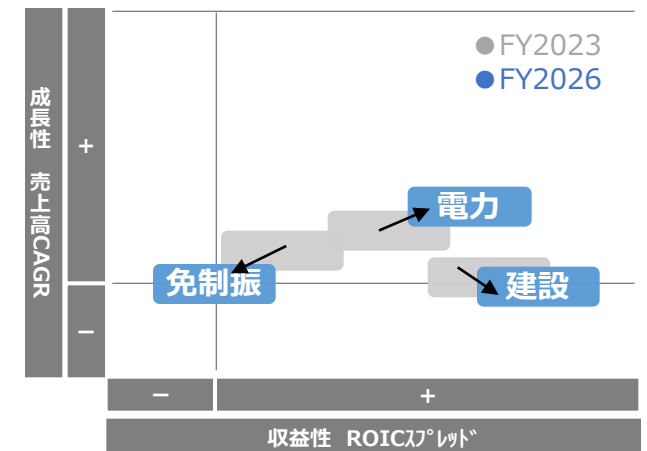 ●FY2023
●FY2026
成長性 売上高CAGR
+
−
電力
免制振
建設
− +
収益性 ROICｽﾌﾟﾚｯﾄﾞ